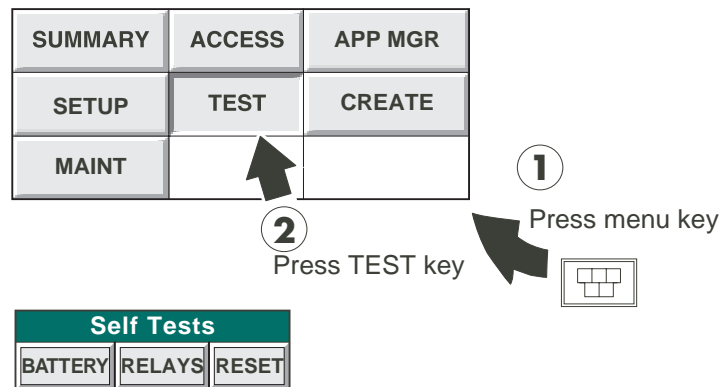 SUMMARY ACCESS APP MGR
SETUP TEST CREATE
MAINT
1
Press menu key
2
Press TEST key
Self Tests
BATTERY RELAYS RESET